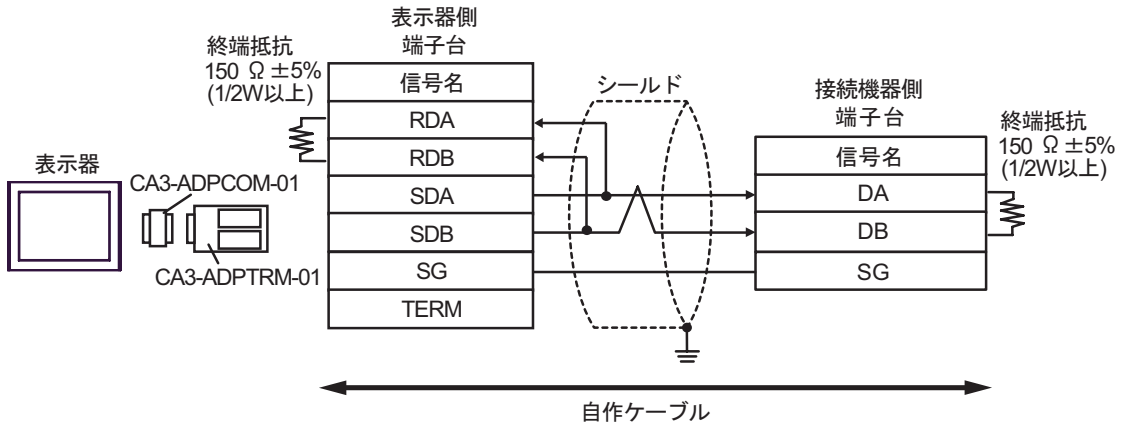 表示器側
端子台
終端抵抗
150 Ω ±5%
(1/2W以上)
信号名
RDA
RDB
SDA
SDB
SG
TERM
シールド
接続機器側
端子台
信号名
DA
DB
SG
終端抵抗
150 Ω ±5%
(1/2W以上)
表示器
CA3-ADPCOM-01
CA3-ADPTRM-01
自作ケーブル